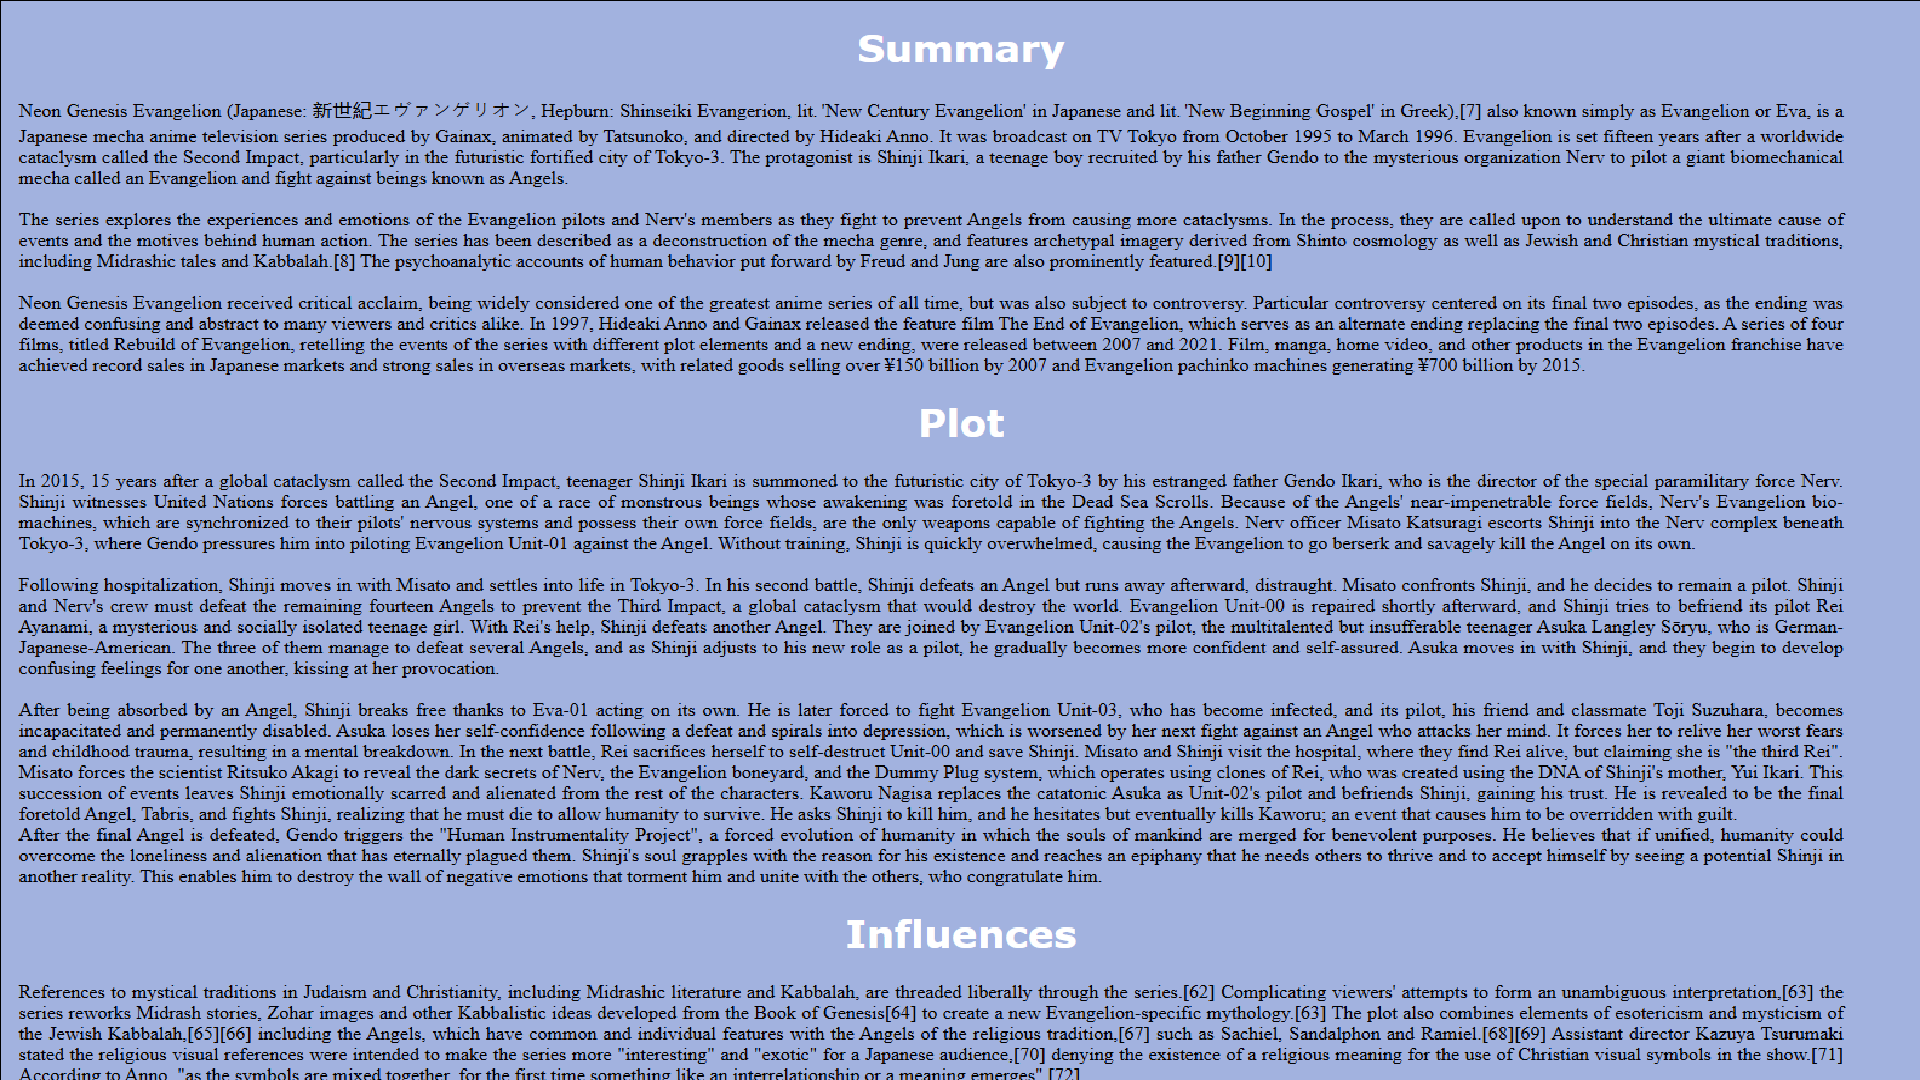 Summary
Neon Genesis Evangelion (Japanese: 新世紀エヴァンゲリオン, Hepburn: Shinseiki Evangerion, lit. 'New Century Evangelion' in Japanese and lit. 'New Beginning Gospel' in Greek),[7] also known simply as Evangelion or Eva, is a
Japanese mecha anime television series produced by Gainax, animated by Tatsunoko, and directed by Hideaki Anno. It was broadcast on TV Tokyo from October 1995 to March 1996. Evangelion is set fifteen years after a worldwide
cataclysm called the Second Impact, particularly in the futuristic fortified city of Tokyo-3. The protagonist is Shinji Ikari, a teenage boy recruited by his father Gendo to the mysterious organization Nerv to pilot a giant biomechanical
mecha called an Evangelion and fight against beings known as Angels.
The series explores the experiences and emotions of the Evangelion pilots and Nerv's members as they fight to prevent Angels from causing more cataclysms. In the process, they are called upon to understand the ultimate cause of
events and the motives behind human action. The series has been described as a deconstruction of the mecha genre, and features archetypal imagery derived from Shinto cosmology as well as Jewish and Christian mystical traditions,
including Midrashic tales and Kabbalah.[8] The psychoanalytic accounts of human behavior put forward by Freud and Jung are also prominently featured.[9][10]
Neon Genesis Evangelion received critical acclaim, being widely considered one of the greatest anime series of all time, but was also subject to controversy. Particular controversy centered on its final two episodes, as the ending was
deemed confusing and abstract to many viewers and critics alike. In 1997, Hideaki Anno and Gainax released the feature film The End of Evangelion, which serves as an alternate ending replacing the final two episodes. A series of four
films, titled Rebuild of Evangelion, retelling the events of the series with different plot elements and a new ending, were released between 2007 and 2021. Film, manga, home video, and other products in the Evangelion franchise have
achieved record sales in Japanese markets and strong sales in overseas markets, with related goods selling over ¥150 billion by 2007 and Evangelion pachinko machines generating ¥700 billion by 2015.
Plot
In 2015, 15 years after a global cataclysm called the Second Impact, teenager Shinji Ikari is summoned to the futuristic city of Tokyo-3 by his estranged father Gendo Ikari, who is the director of the special paramilitary force Nerv.
Shinji witnesses United Nations forces battling an Angel, one of a race of monstrous beings whose awakening was foretold in the Dead Sea Scrolls. Because of the Angels' near-impenetrable force fields, Nerv's Evangelion bio-
machines, which are synchronized to their pilots' nervous systems and possess their own force fields, are the only weapons capable of fighting the Angels. Nerv officer Misato Katsuragi escorts Shinji into the Nerv complex beneath
Tokyo-3, where Gendo pressures him into piloting Evangelion Unit-01 against the Angel. Without training, Shinji is quickly overwhelmed, causing the Evangelion to go berserk and savagely kill the Angel on its own.
Following hospitalization, Shinji moves in with Misato and settles into life in Tokyo-3. In his second battle, Shinji defeats an Angel but runs away afterward, distraught. Misato confronts Shinji, and he decides to remain a pilot. Shinji
and Nerv's crew must defeat the remaining fourteen Angels to prevent the Third Impact, a global cataclysm that would destroy the world. Evangelion Unit-00 is repaired shortly afterward, and Shinji tries to befriend its pilot Rei
Ayanami, a mysterious and socially isolated teenage girl. With Rei's help, Shinji defeats another Angel. They are joined by Evangelion Unit-02's pilot, the multitalented but insufferable teenager Asuka Langley Sōryu, who is German-
Japanese-American. The three of them manage to defeat several Angels, and as Shinji adjusts to his new role as a pilot, he gradually becomes more confident and self-assured. Asuka moves in with Shinji, and they begin to develop
confusing feelings for one another, kissing at her provocation.
After being absorbed by an Angel, Shinji breaks free thanks to Eva-01 acting on its own. He is later forced to fight Evangelion Unit-03, who has become infected, and its pilot, his friend and classmate Toji Suzuhara, becomes
incapacitated and permanently disabled. Asuka loses her self-confidence following a defeat and spirals into depression, which is worsened by her next fight against an Angel who attacks her mind. It forces her to relive her worst fears
and childhood trauma, resulting in a mental breakdown. In the next battle, Rei sacrifices herself to self-destruct Unit-00 and save Shinji. Misato and Shinji visit the hospital, where they find Rei alive, but claiming she is "the third Rei".
Misato forces the scientist Ritsuko Akagi to reveal the dark secrets of Nerv, the Evangelion boneyard, and the Dummy Plug system, which operates using clones of Rei, who was created using the DNA of Shinji's mother, Yui Ikari. This
succession of events leaves Shinji emotionally scarred and alienated from the rest of the characters. Kaworu Nagisa replaces the catatonic Asuka as Unit-02's pilot and befriends Shinji, gaining his trust. He is revealed to be the final
foretold Angel, Tabris, and fights Shinji, realizing that he must die to allow humanity to survive. He asks Shinji to kill him, and he hesitates but eventually kills Kaworu; an event that causes him to be overridden with guilt.
After the final Angel is defeated, Gendo triggers the "Human Instrumentality Project", a forced evolution of humanity in which the souls of mankind are merged for benevolent purposes. He believes that if unified, humanity could
overcome the loneliness and alienation that has eternally plagued them. Shinji's soul grapples with the reason for his existence and reaches an epiphany that he needs others to thrive and to accept himself by seeing a potential Shinji in
another reality. This enables him to destroy the wall of negative emotions that torment him and unite with the others, who congratulate him.
Influences
References to mystical traditions in Judaism and Christianity, including Midrashic literature and Kabbalah, are threaded liberally through the series.[62] Complicating viewers' attempts to form an unambiguous interpretation,[63] the
series reworks Midrash stories, Zohar images and other Kabbalistic ideas developed from the Book of Genesis[64] to create a new Evangelion-specific mythology.[63] The plot also combines elements of esotericism and mysticism of
the Jewish Kabbalah,[65][66] including the Angels, which have common and individual features with the Angels of the religious tradition,[67] such as Sachiel, Sandalphon and Ramiel.[68][69] Assistant director Kazuya Tsurumaki
stated the religious visual references were intended to make the series more "interesting" and "exotic" for a Japanese audience,[70] denying the existence of a religious meaning for the use of Christian visual symbols in the show.[71]
According to Anno, "as the symbols are mixed together, for the first time something like an interrelationship or a meaning emerges".[72]